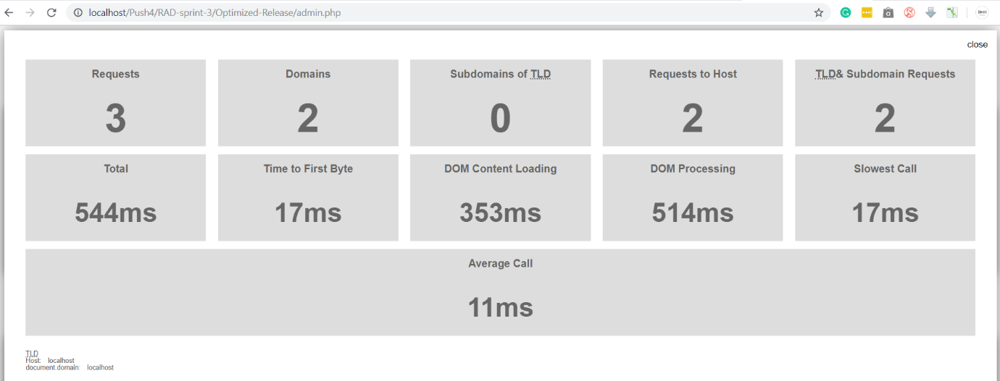 localhost/Push4/RAD-sprint-3/Optimized-Release/admin.php
close
Requests Domains Subdomains of TLD Requests to Host TLD& Subdomain Requests
3 2 0 2 2
Total Time to First Byte DOM Content Loading DOM Processing Slowest Call
544ms 17ms 353ms 514ms 17ms
Average Call
11ms
TLD
Host: localhost
document.domain: localhost